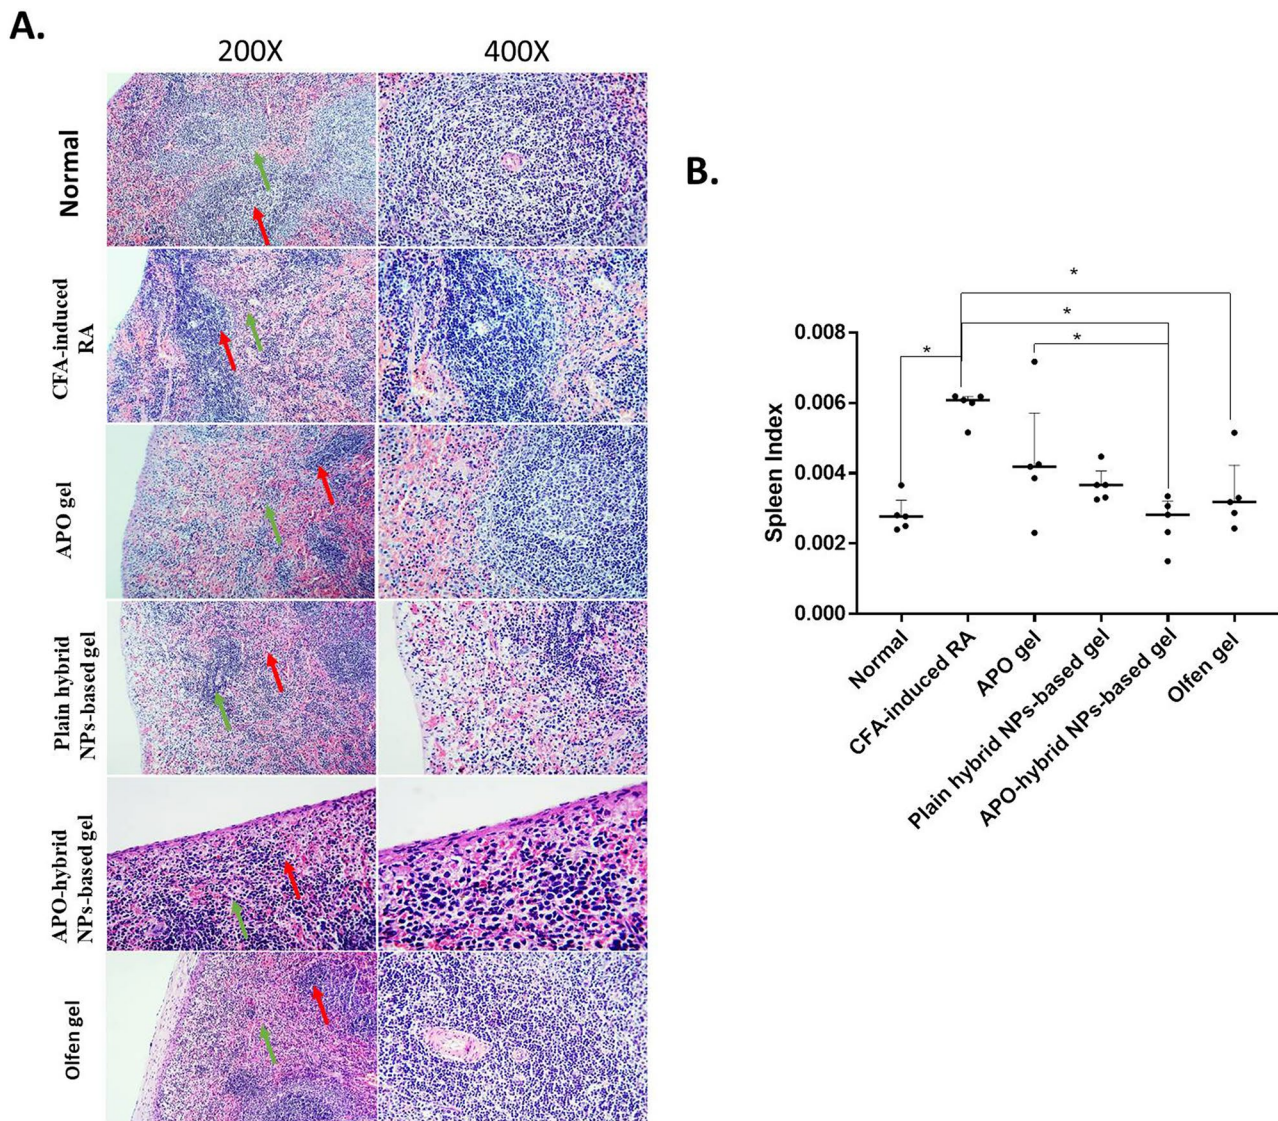 A.
200X
400X
Normal
CFA-induced
RA
APO gel
Plain hybrid
NPs-based gel
APO-hybrid
NPs-based gel
Olfen gel
B.
*
*
*
*
Spleen Index
0.008
0.006
0.004
0.002
0.000
Normal
CFA-induced RA
APO gel
Plain hybrid NPs-based gel
APO-hybrid NPs-based gel
Olfen gel